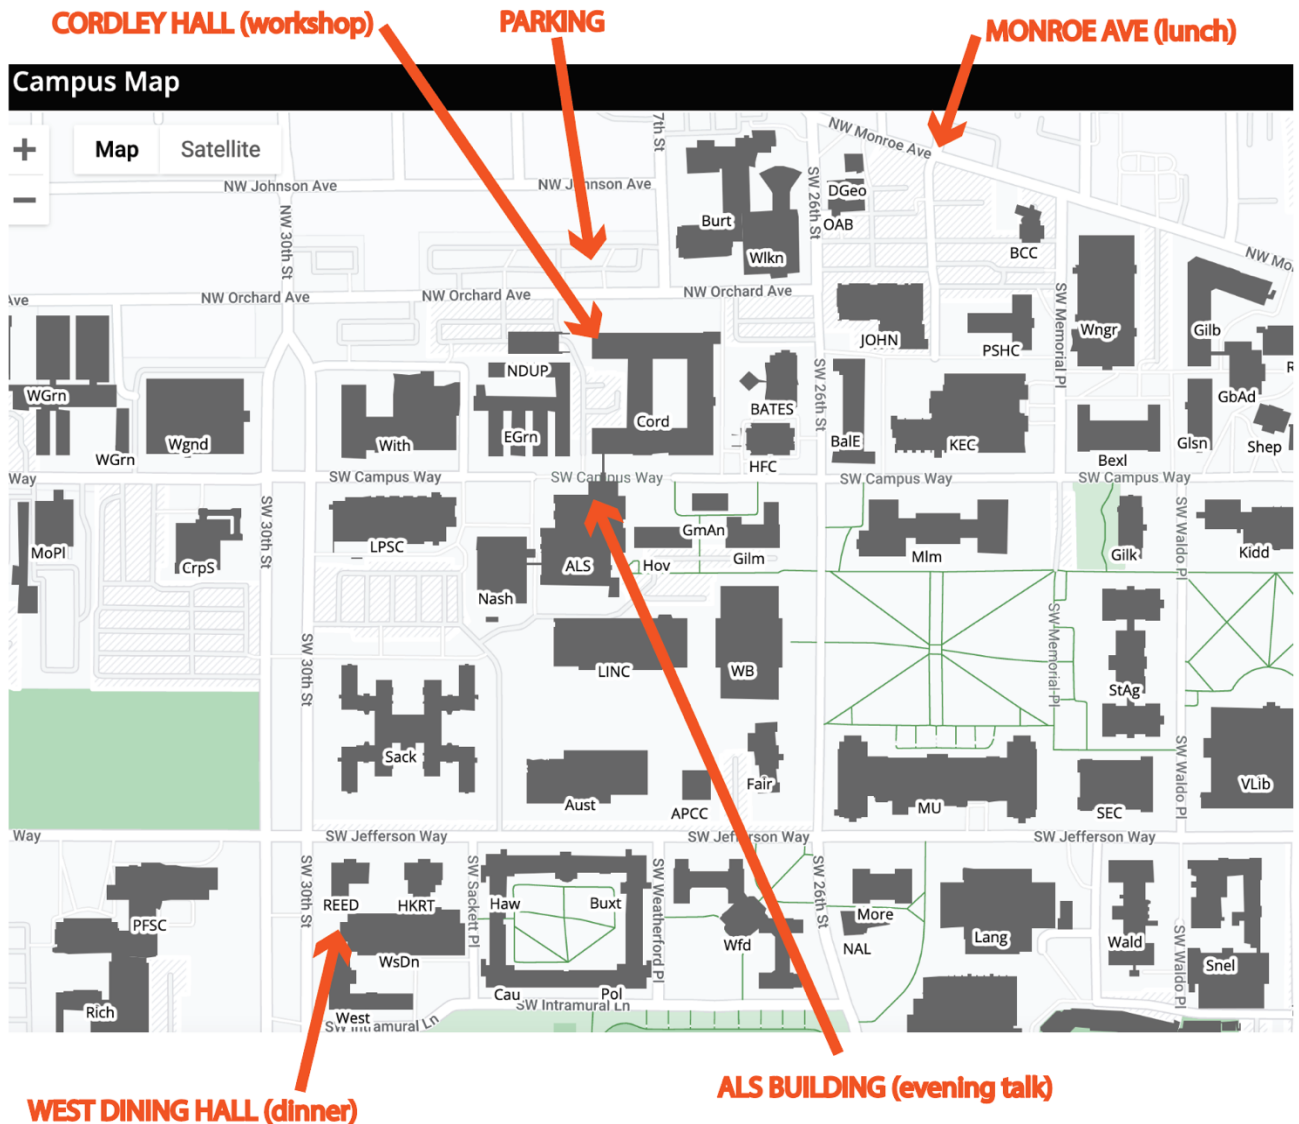 CORDLEY HALL (workshop)
PARKING
MONROE AVE (lunch)
Campus Map
+
Map
Satellite
−
7th St
NW Monroe Ave
NW Johnson Ave
NW Johnson Ave
SW 26th St
DGeo
OAB
Burt
Wlkn
BCC
NW 30th St
NW Mo
Ave
NW Orchard Ave
NW Orchard Ave
NW Orchard Ave
SW Memorial Pl
Wngr
Gilb
JOHN
PSHC
NDUP
SW 26th St
R
WGrn
GbAd
BATES
Wgnd
With
EGrn
Cord
BalE
KEC
Glsn
Shep
WGrn
HFC
Bexl
Way
SW Campus Way
SW Campus Way
SW Campus Way
SW Campus Way
SW 30th St
MoPl
CrpS
LPSC
GmAn
Gilm
MIm
Gilk
SW Waldo Pl
Kidd
ALS
Hov
Nash
SW 30th St
LINC
WB
SW Memorial Pl
StAg
Sack
Aust
APCC
Fair
MU
SEC
SW Waldo Pl
VLib
Way
SW Jefferson Way
SW Jefferson Way
SW Jefferson Way
SW 30th St
REED
HKRT
SW Sackett Pl
Haw
Buxt
SW Weatherford Pl
SW 26th St
More
PFSC
WsDn
Wfd
NAL
Lang
Wald
Snel
SW Waldo Pl
Rich
West
Cau
Pol
SW Intramural Ln
SW Intramural Ln
ALS BUILDING (evening talk)
WEST DINING HALL (dinner)